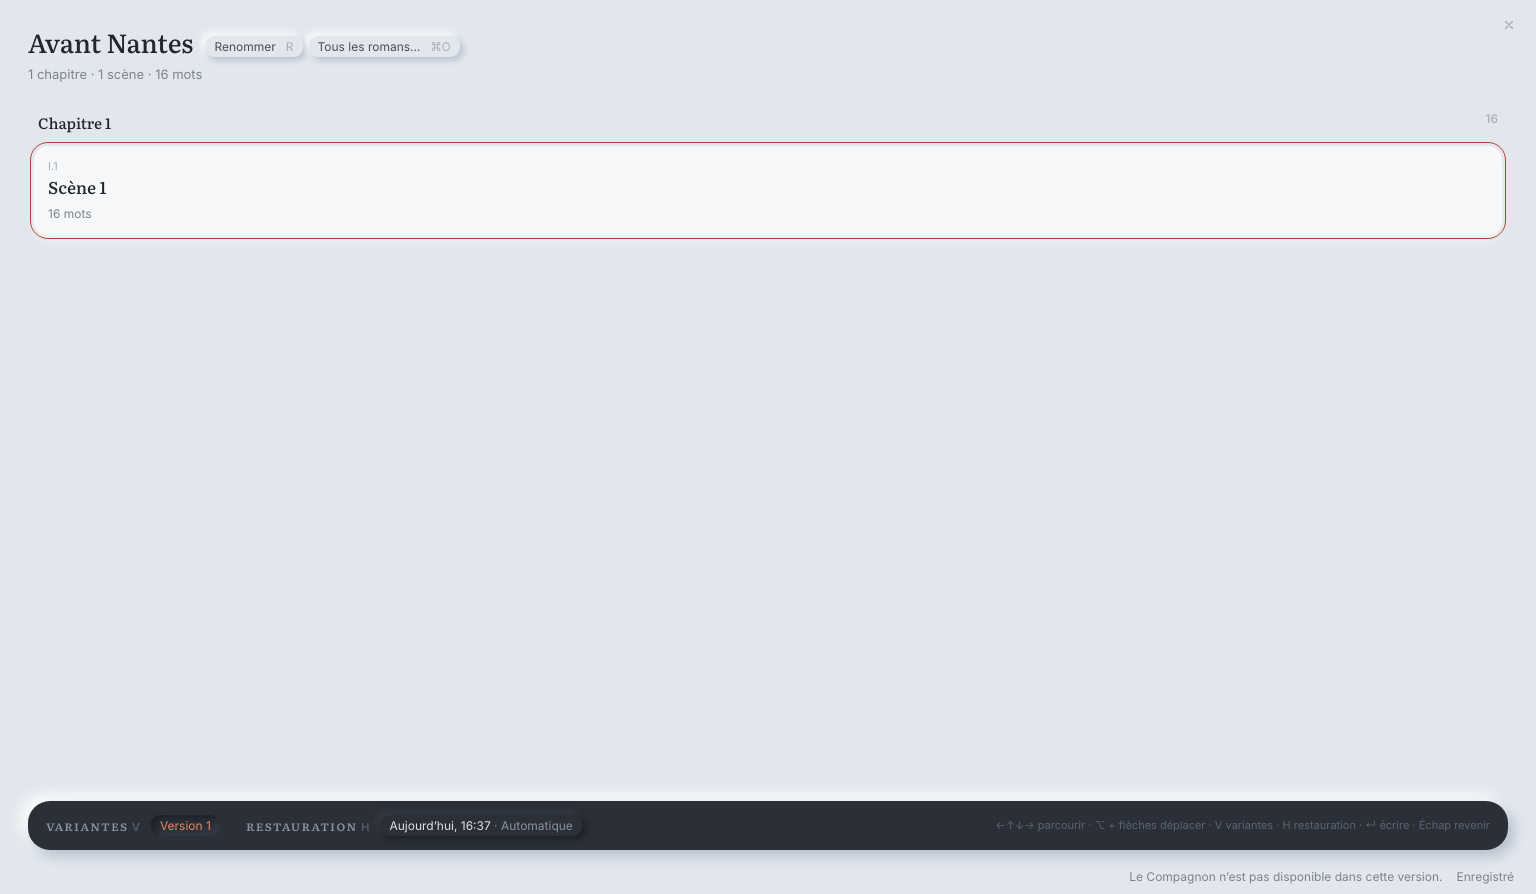 Avant Nantes Renommer R Tous les romans… ⌘O
×
1 chapitre · 1 scène · 16 mots
Chapitre 1 16
I.1
Scène 1
16 mots
VARIANTES V Version 1 RESTAURATION H Aujourd'hui, 16:37 · Automatique ←↑↓→ parcourir · ⌥ + flèches déplacer · V variantes · H restauration · ↵ écrire · Échap revenir
Le Compagnon n'est pas disponible dans cette version. Enregistré